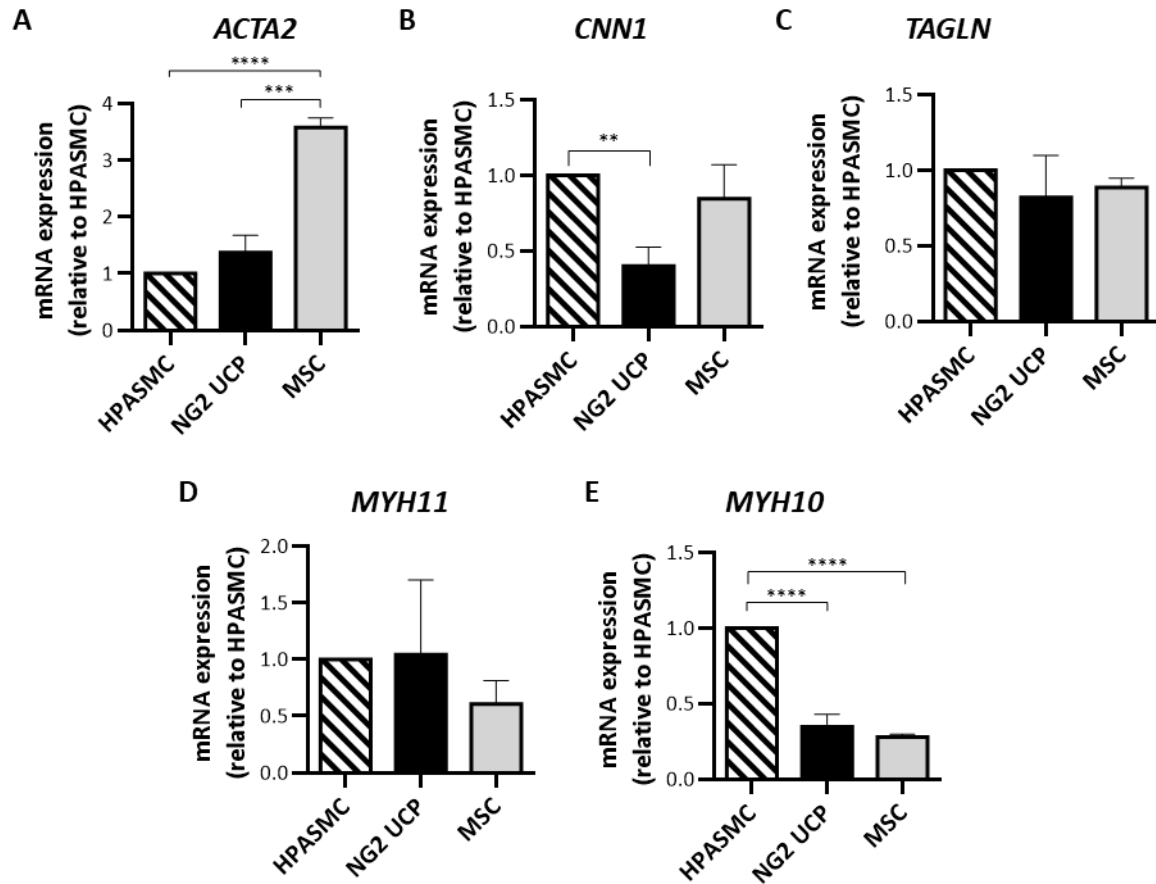 A
ACTA2
****
***
mRNA expression
(relative to HPASMC)
4
3
2
1
0
HPASMC
NG2 UCP
MSC
B
CNN1
**
mRNA expression
(relative to HPASMC)
1.5
1.0
0.5
0.0
HPASMC
NG2 UCP
MSC
C
TAGLN
mRNA expression
(relative to HPASMC)
1.5
1.0
0.5
0.0
HPASMC
NG2 UCP
MSC
D
MYH11
mRNA expression
(relative to HPASMC)
2.0
1.5
1.0
0.5
0.0
HPASMC
NG2 UCP
MSC
E
MYH10
****
****
mRNA expression
(relative to HPASMC)
1.5
1.0
0.5
0.0
HPASMC
NG2 UCP
MSC